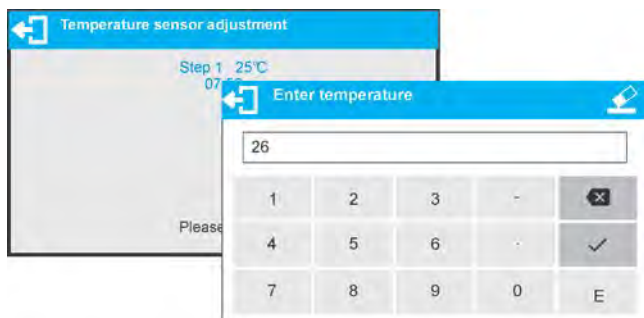 Temperature sensor adjustment
Step 1 25°C
Enter temperature
26
1 2 3 -
Please
4 5 6 .
7 8 9 0 E